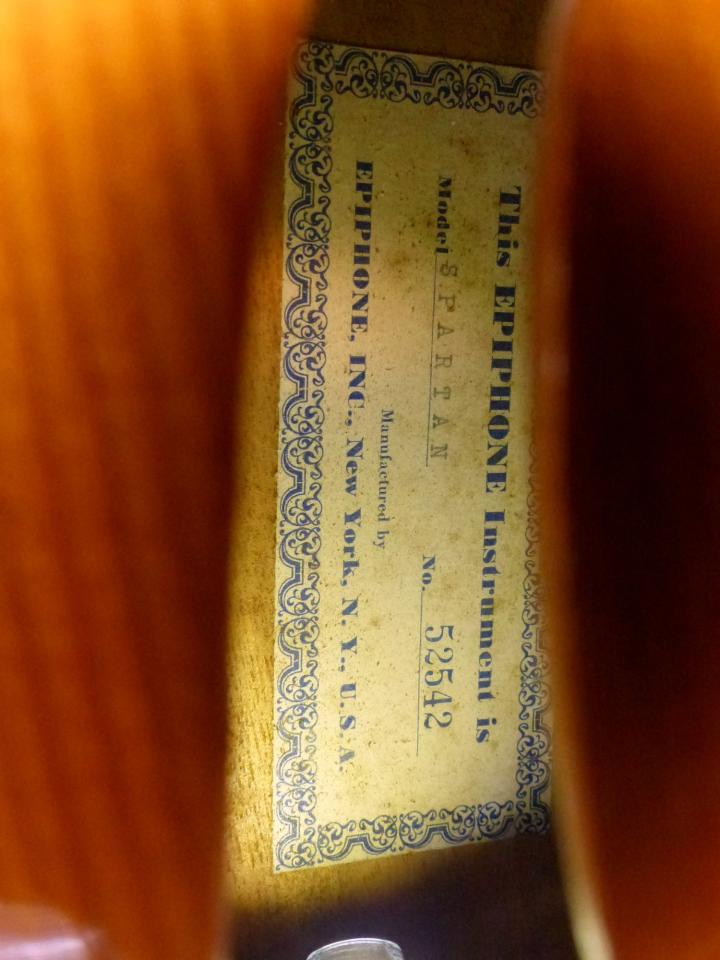 This EPIPHONE Instrument is
Model SPARTAN No. 52542
Manufactured by
EPIPHONE, INC., New York, N. Y., U. S. A.